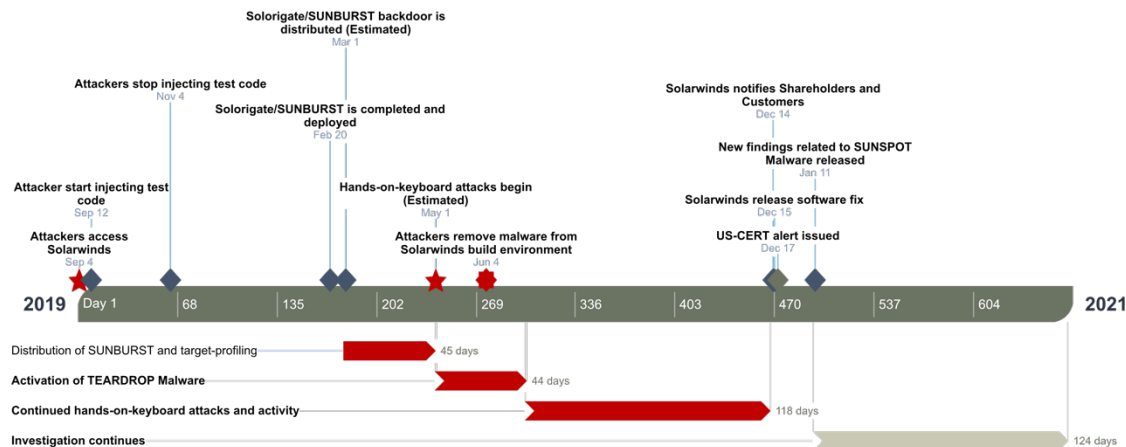 Solorigate/SUNBURST backdoor is
distributed (Estimated)
Mar 1
Attackers stop injecting test code
Nov 4
Solorigate/SUNBURST is completed and
deployed
Feb 20
Solarwinds notifies Shareholders and
Customers
Dec 14
New findings related to SUNSPOT
Malware released
Jan 11
Attacker start injecting test
code
Sep 12
Hands-on-keyboard attacks begin
(Estimated)
May 1
Solarwinds release software fix
Dec 15
Attackers access
Solarwinds
Sep 4
Attackers remove malware from
Solarwinds build environment
Jun 4
US-CERT alert issued
Dec 17
2019 Day 1 68 135 202 269 336 403 470 537 604 2021
Distribution of SUNBURST and target-profiling 45 days
Activation of TEARDROP Malware 44 days
Continued hands-on-keyboard attacks and activity 118 days
Investigation continues 124 days